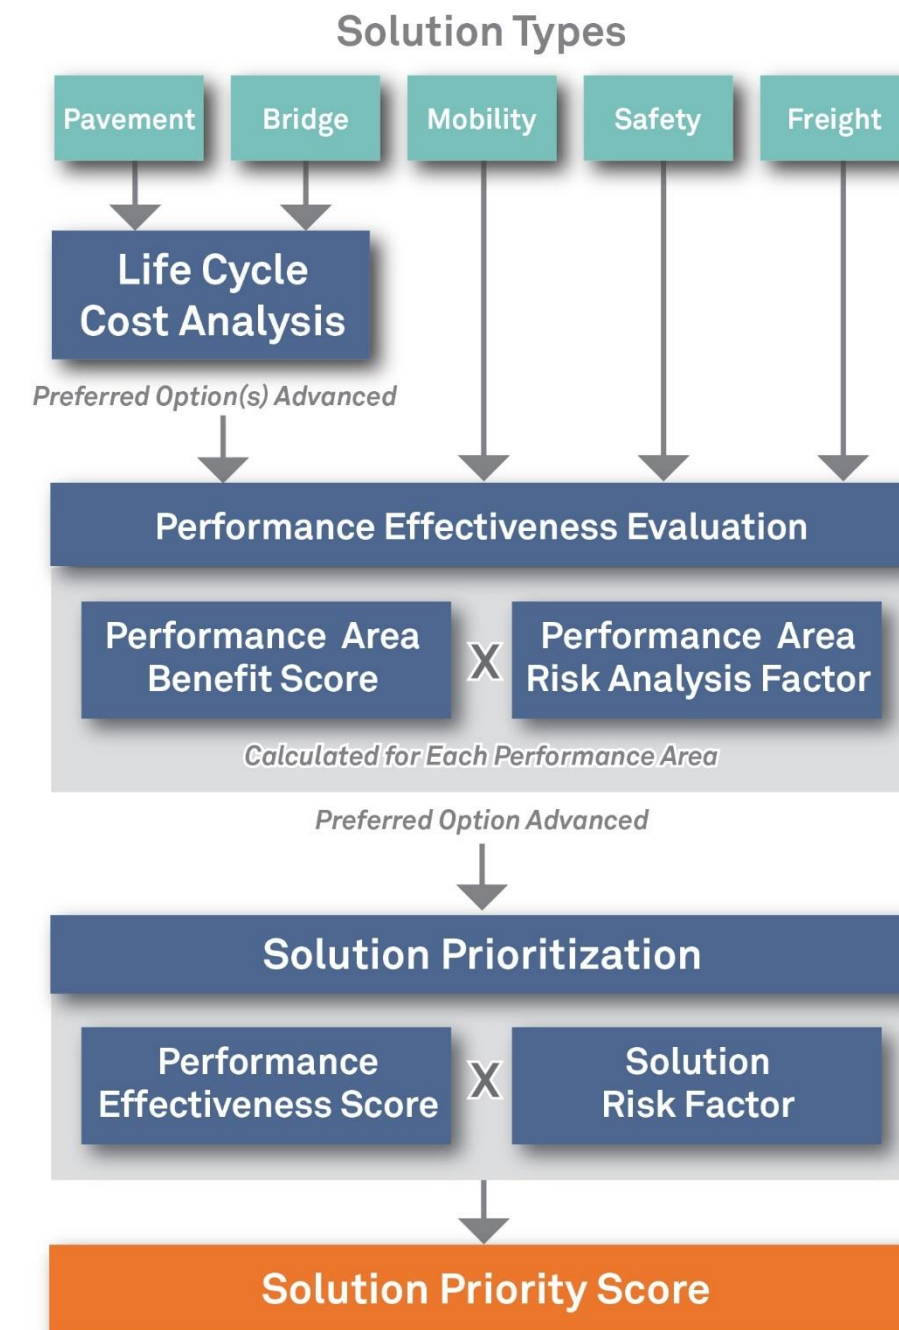 Solution Types
Pavement
Bridge
Mobility
Safety
Freight
Life Cycle
Cost Analysis
Preferred Option(s) Advanced
Performance Effectiveness Evaluation
Performance Area
Benefit Score
X
Performance Area
Risk Analysis Factor
Calculated for Each Performance Area
Preferred Option Advanced
Solution Prioritization
Performance
Effectiveness Score
X
Solution
Risk Factor
Solution Priority Score